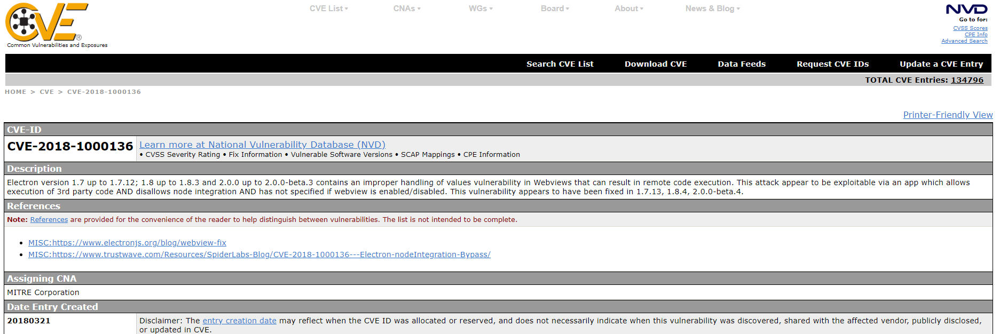 CVE®
Common Vulnerabilities and Exposures
CVE List▾ CNAs▾ WGs▾ Board▾ About▾ News & Blog▾
NVD
Go to for:
CVSS Scores
CPE Info
Advanced Search
Search CVE List Download CVE Data Feeds Request CVE IDs Update a CVE Entry
TOTAL CVE Entries: 134796
HOME > CVE > CVE-2018-1000136
Printer-Friendly View
CVE-ID
CVE-2018-1000136 Learn more at National Vulnerability Database (NVD)
• CVSS Severity Rating • Fix Information • Vulnerable Software Versions • SCAP Mappings • CPE Information
Description
Electron version 1.7 up to 1.7.12; 1.8 up to 1.8.3 and 2.0.0 up to 2.0.0-beta.3 contains an improper handling of values vulnerability in Webviews that can result in remote code execution. This attack appear to be exploitable via an app which allows
execution of 3rd party code AND disallows node integration AND has not specified if webview is enabled/disabled. This vulnerability appears to have been fixed in 1.7.13, 1.8.4, 2.0.0-beta.4.
References
Note: References are provided for the convenience of the reader to help distinguish between vulnerabilities. The list is not intended to be complete.
• MISC:https://www.electronjs.org/blog/webview-fix
• MISC:https://www.trustwave.com/Resources/SpiderLabs-Blog/CVE-2018-1000136---Electron-nodeIntegration-Bypass/
Assigning CNA
MITRE Corporation
Date Entry Created
20180321 Disclaimer: The entry creation date may reflect when the CVE ID was allocated or reserved, and does not necessarily indicate when this vulnerability was discovered, shared with the affected vendor, publicly disclosed,
or updated in CVE.